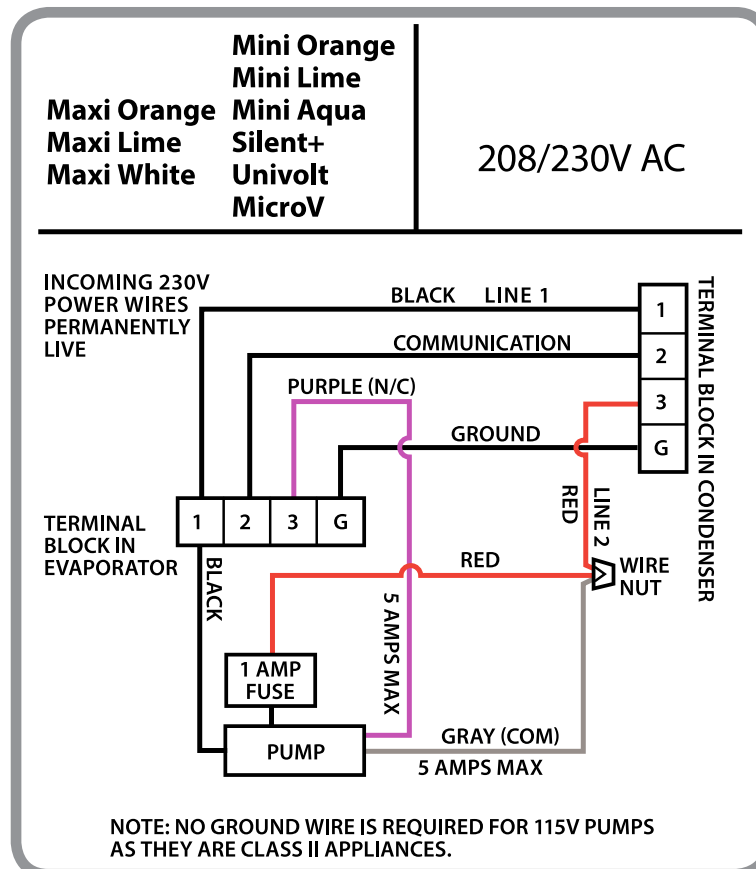 Maxi Orange
Maxi Lime
Maxi White
Mini Orange
Mini Lime
Mini Aqua
Silent+
Univolt
MicroV
208/230V AC
INCOMING 230V
POWER WIRES
PERMANENTLY
LIVE
BLACK LINE 1
COMMUNICATION
PURPLE (N/C)
GROUND
1
2
3
G
TERMINAL BLOCK IN CONDENSER
RED
LINE 2
TERMINAL
BLOCK IN
EVAPORATOR
1 2 3 G
BLACK
RED
WIRE
NUT
5 AMPS MAX
1 AMP
FUSE
PUMP
GRAY (COM)
5 AMPS MAX
NOTE: NO GROUND WIRE IS REQUIRED FOR 115V PUMPS
AS THEY ARE CLASS II APPLIANCES.